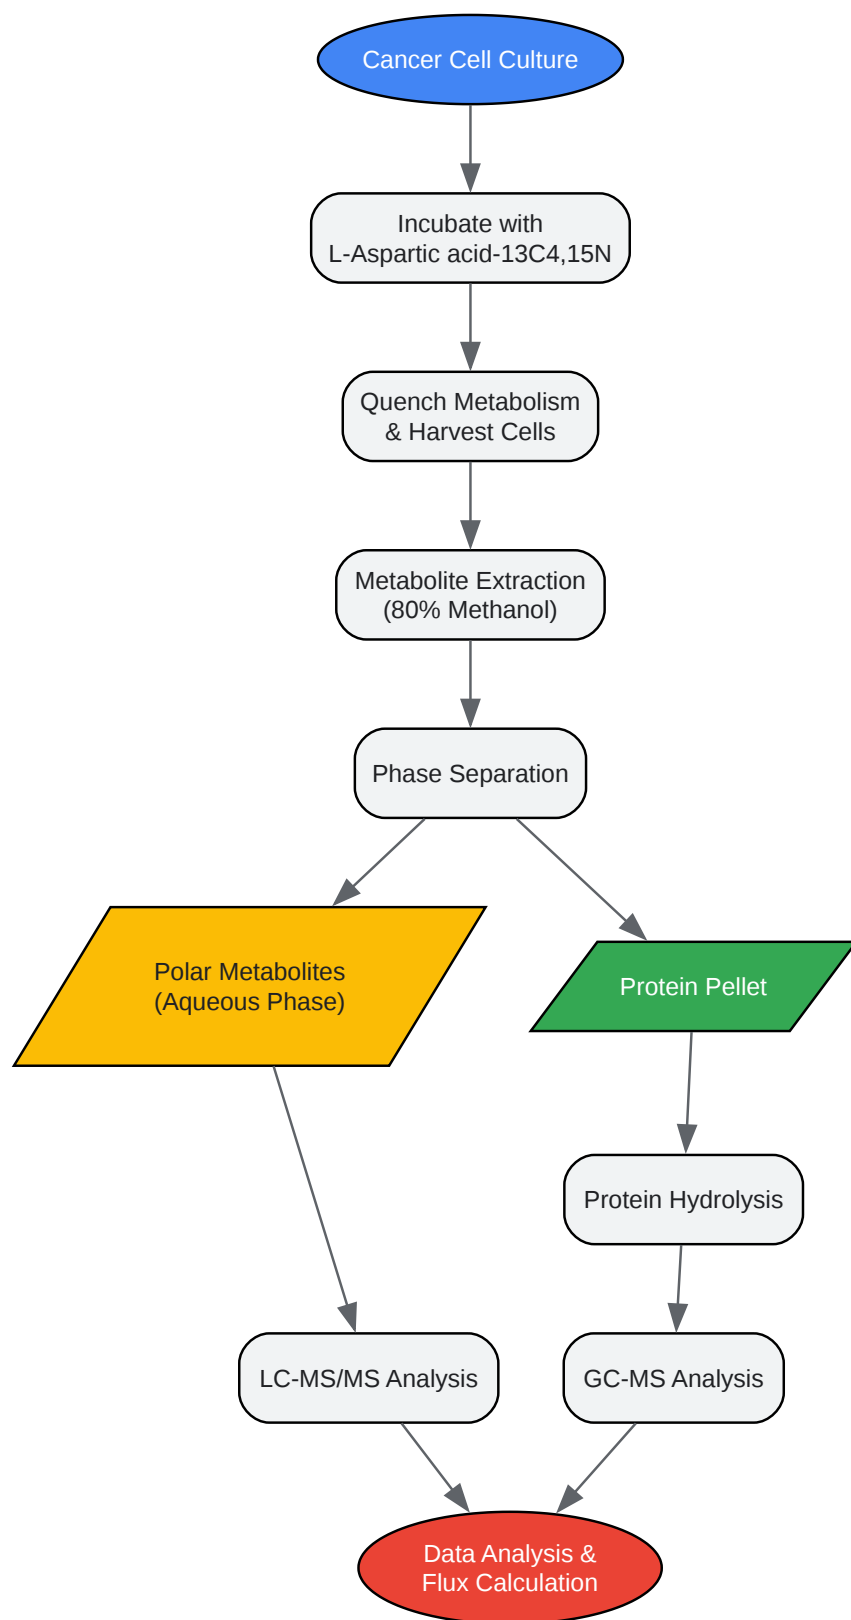 Cancer Cell Culture
Incubate with
L-Aspartic acid-13C4,15N
Quench Metabolism
& Harvest Cells
Metabolite Extraction
(80% Methanol)
Phase Separation
Polar Metabolites
(Aqueous Phase)
Protein Pellet
Protein Hydrolysis
LC-MS/MS Analysis
GC-MS Analysis
Data Analysis &
Flux Calculation